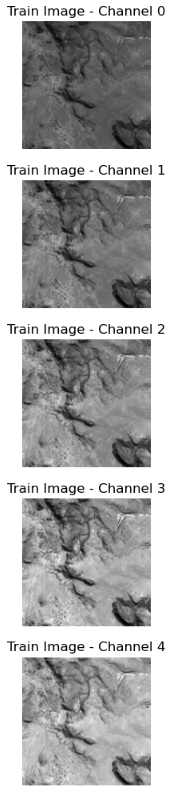 Train Image - Channel 0
Train Image - Channel 1
Train Image - Channel 2
Train Image - Channel 3
Train Image - Channel 4